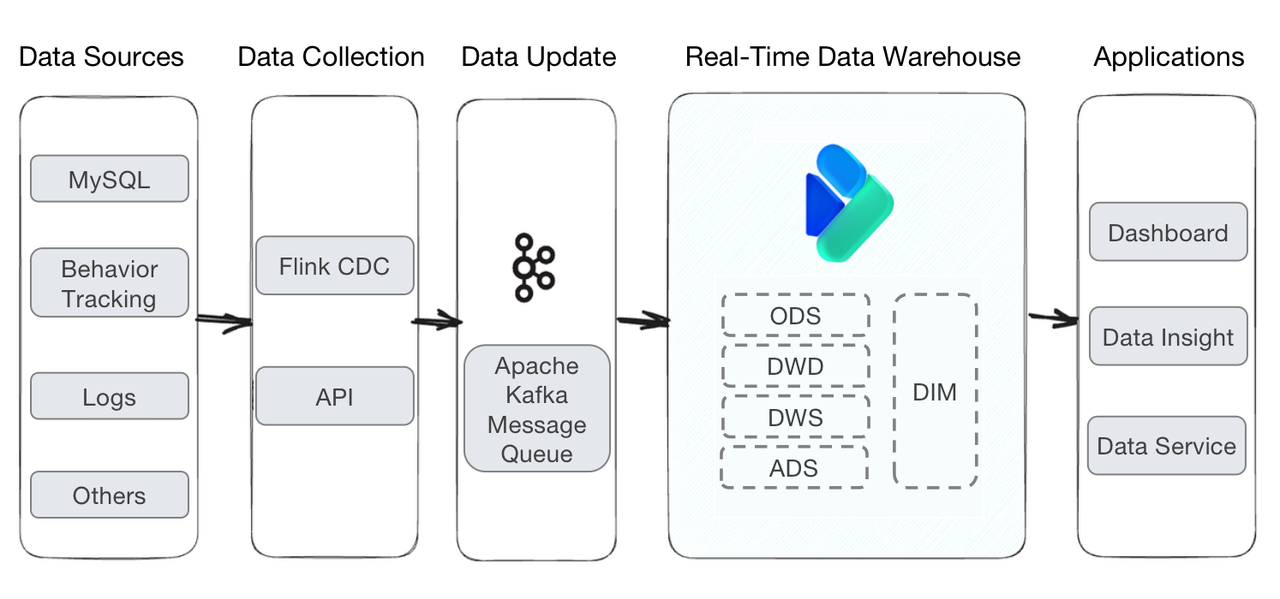 Data Sources
Data Collection
Data Update
Real-Time Data Warehouse
Applications
MySQL
Behavior
Tracking
Logs
Others
Flink CDC
API
Apache
Kafka
Message
Queue
ODS
DWD
DWS
ADS
DIM
Dashboard
Data Insight
Data Service